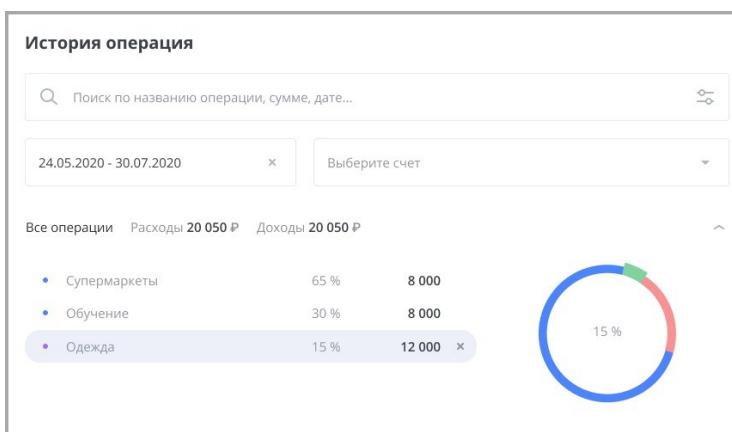 История операция
Поиск по названию операции, сумме, дате...
24.05.2020 - 30.07.2020 × Выберите счет
Все операции Расходы 20 050 ₽ Доходы 20 050 ₽
Супермаркеты 65 % 8 000
Обучение 30 % 8 000
Одежда 15 % 12 000 ×
15 %